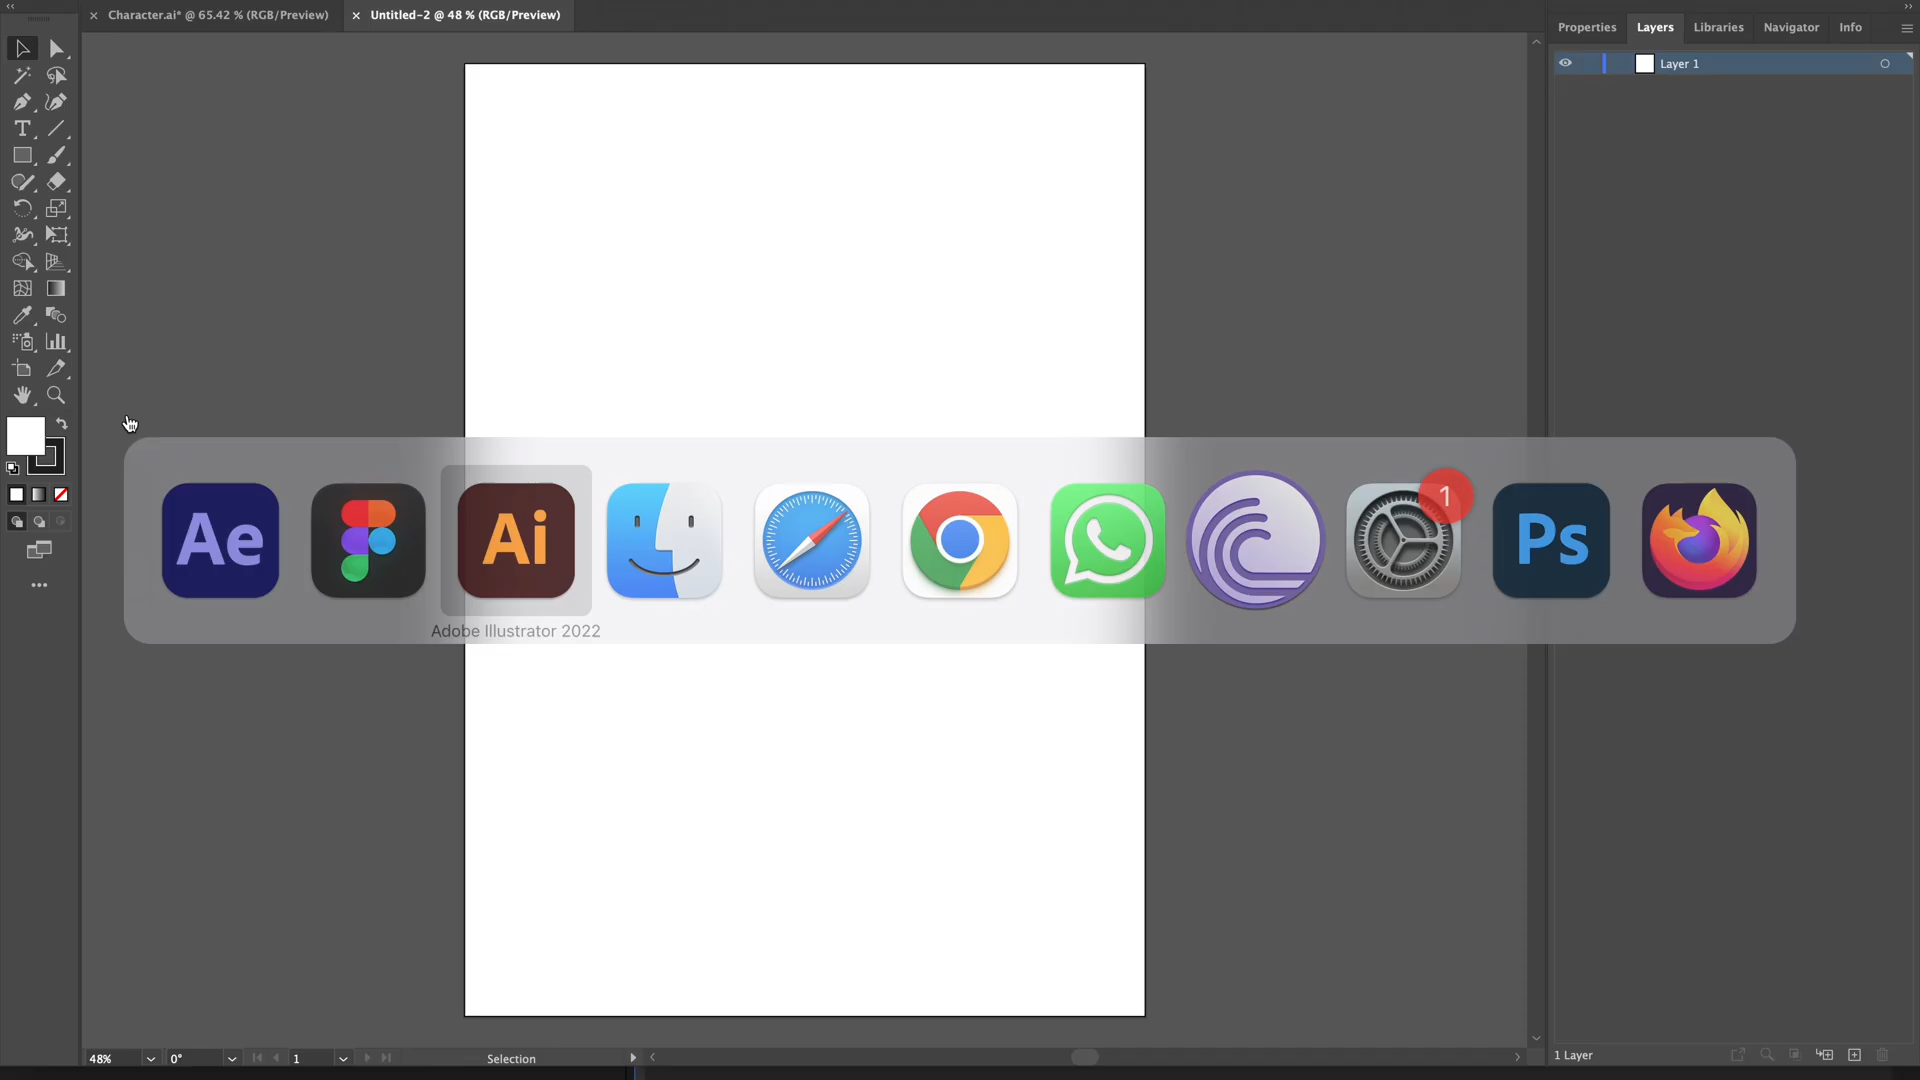 Character.ai* @ 65.42 % (RGB/Preview)
Untitled-2 @ 48 % (RGB/Preview)
Properties
Layers
Libraries
Navigator
Info
Layer 1
T
Ae
Ai
1
Ps
Adobe Illustrator 2022
48%
0°
1
Selection
1 Layer